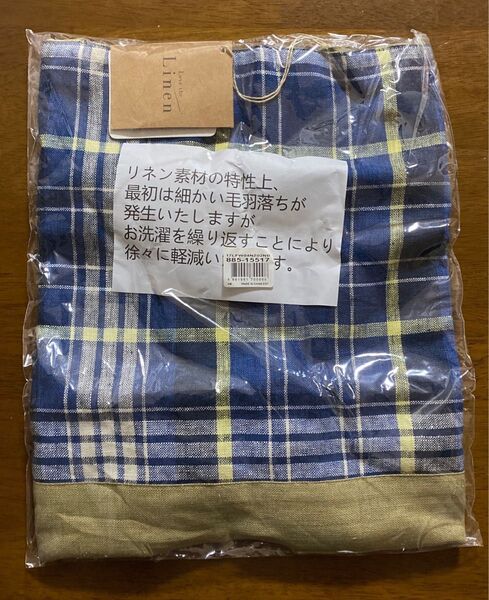 Linen
リネン素材の特性上、
最初は細かい毛羽落ちが
発生いたしますが
お洗濯を繰り返すことにより
徐々に軽減い
す。
885-15517